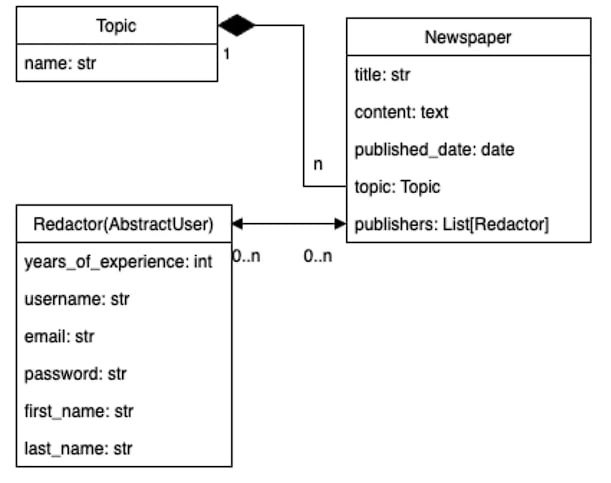 Topic
name: str
1
Newspaper
title: str
content: text
published_date: date
topic: Topic
publishers: List[Redactor]
n
Redactor(AbstractUser)
years_of_experience: int
username: str
email: str
password: str
first_name: str
last_name: str
0..n
0..n